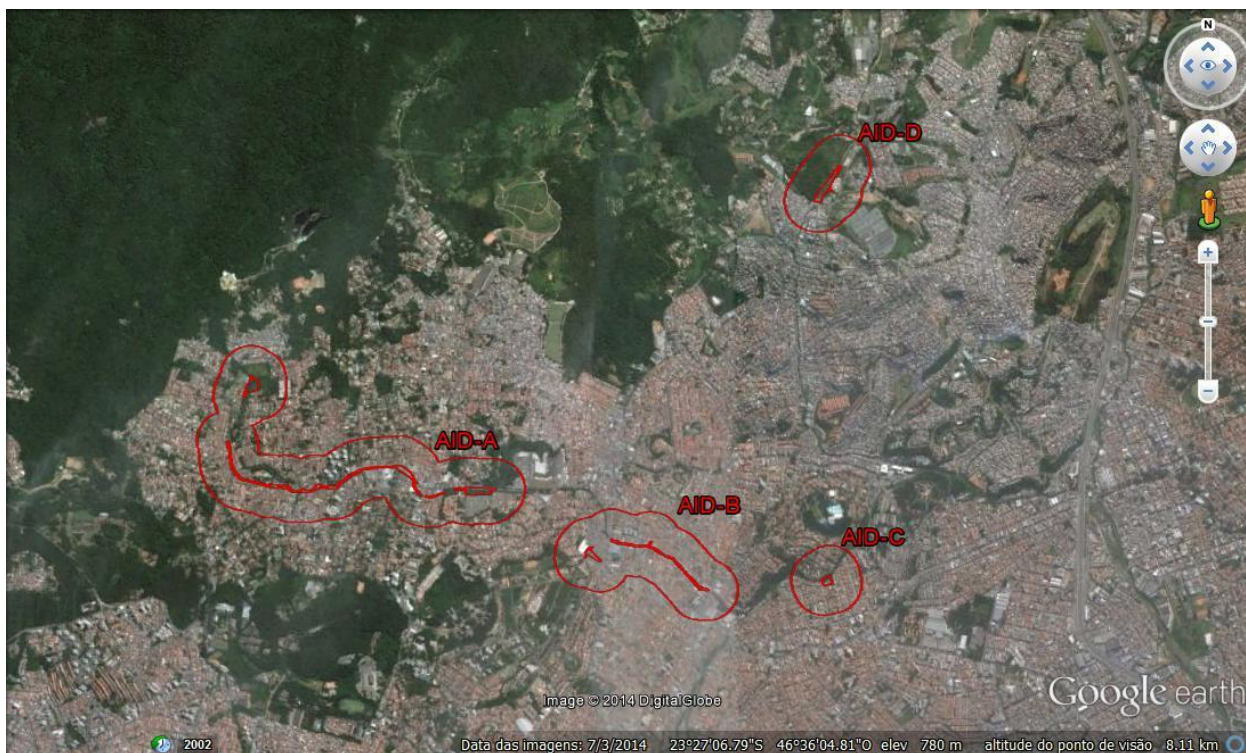 N
AID-D
AID-A
AID-B
AID-C
Image © 2014 DigitalGlobe
Google earth
2002
Data das imagens: 7/3/2014 23°27'06.79"S 46°36'04.81"O elev 780 m altitude do ponto de visão 8.11 km